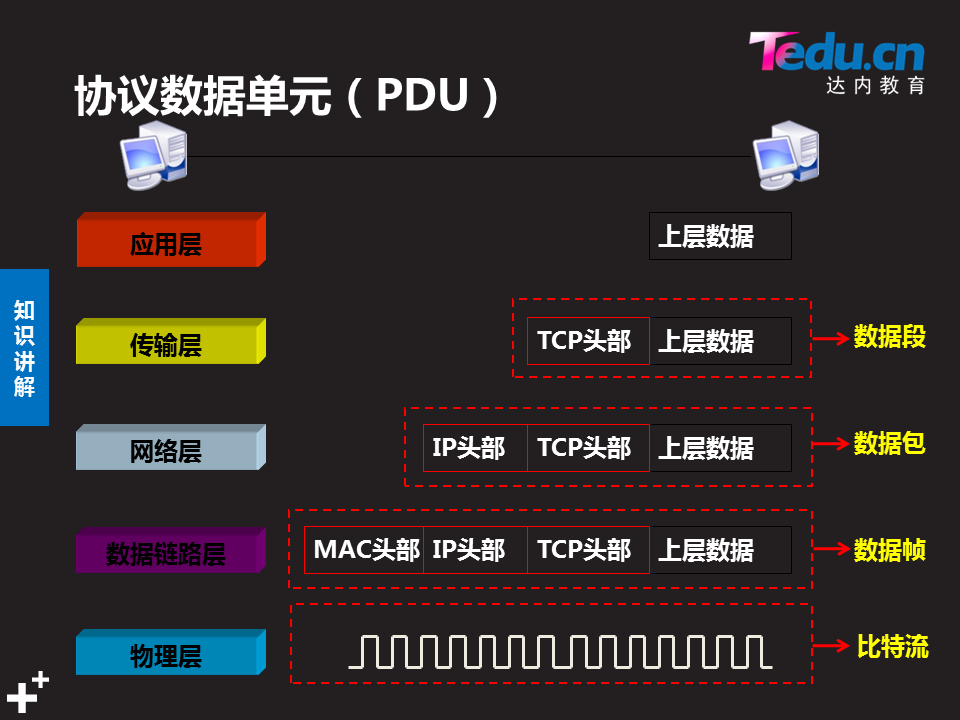 Tedu.cn
达内教育
协议数据单元（PDU）
知识讲解
应用层
上层数据
传输层
TCP头部 上层数据
数据段
网络层
IP头部 TCP头部 上层数据
数据包
数据链路层
MAC头部 IP头部 TCP头部 上层数据
数据帧
物理层
比特流